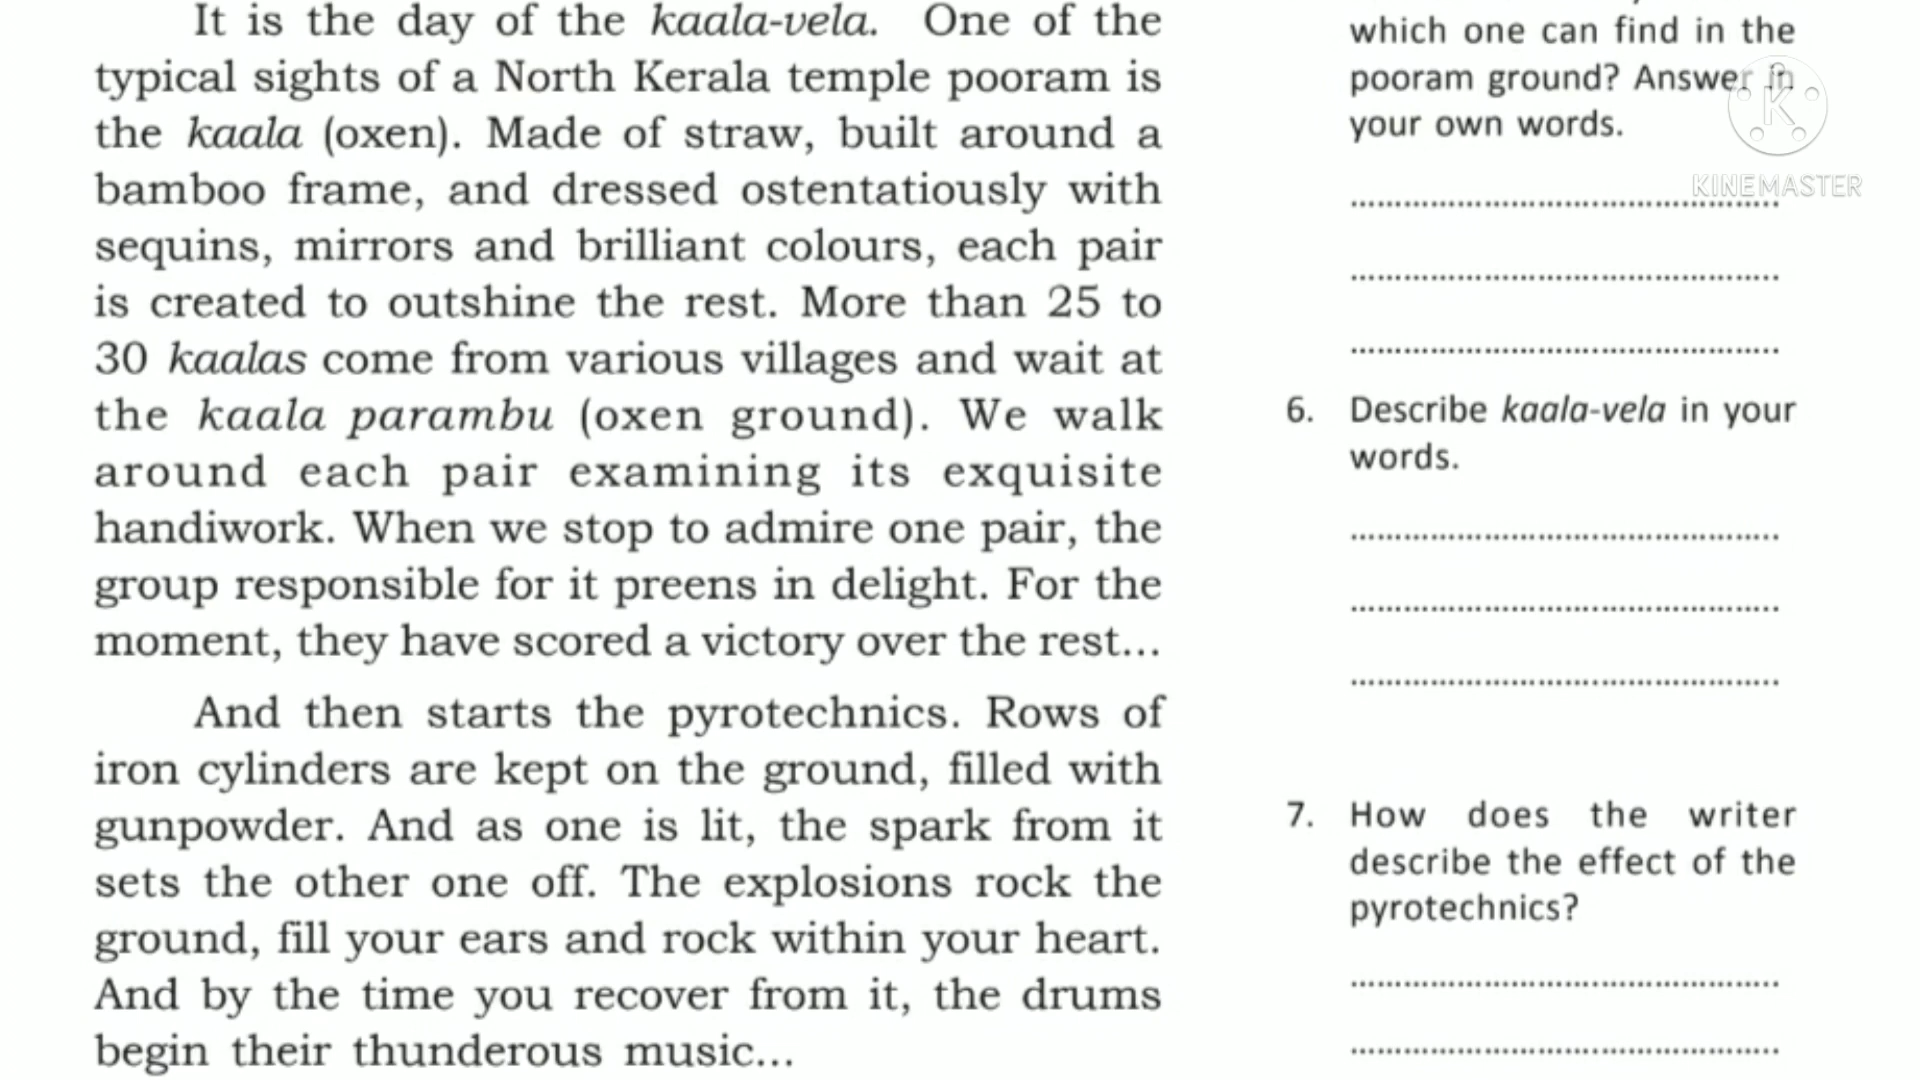 It is the day of the kaala-vela. One of the
typical sights of a North Kerala temple pooram is
the kaala (oxen). Made of straw, built around a
bamboo frame, and dressed ostentatiously with
sequins, mirrors and brilliant colours, each pair
is created to outshine the rest. More than 25 to
30 kaalas come from various villages and wait at
the kaala parambu (oxen ground). We walk
around each pair examining its exquisite
handiwork. When we stop to admire one pair, the
group responsible for it preens in delight. For the
moment, they have scored a victory over the rest...
And then starts the pyrotechnics. Rows of
iron cylinders are kept on the ground, filled with
gunpowder. And as one is lit, the spark from it
sets the other one off. The explosions rock the
ground, fill your ears and rock within your heart.
And by the time you recover from it, the drums
begin their thunderous music...
which one can find in the
pooram ground? Answer in
your own words.
................................................
................................................
................................................
6. Describe kaala-vela in your
words.
................................................
................................................
................................................
7. How does the writer
describe the effect of the
pyrotechnics?
................................................
................................................
K
KINEMASTER